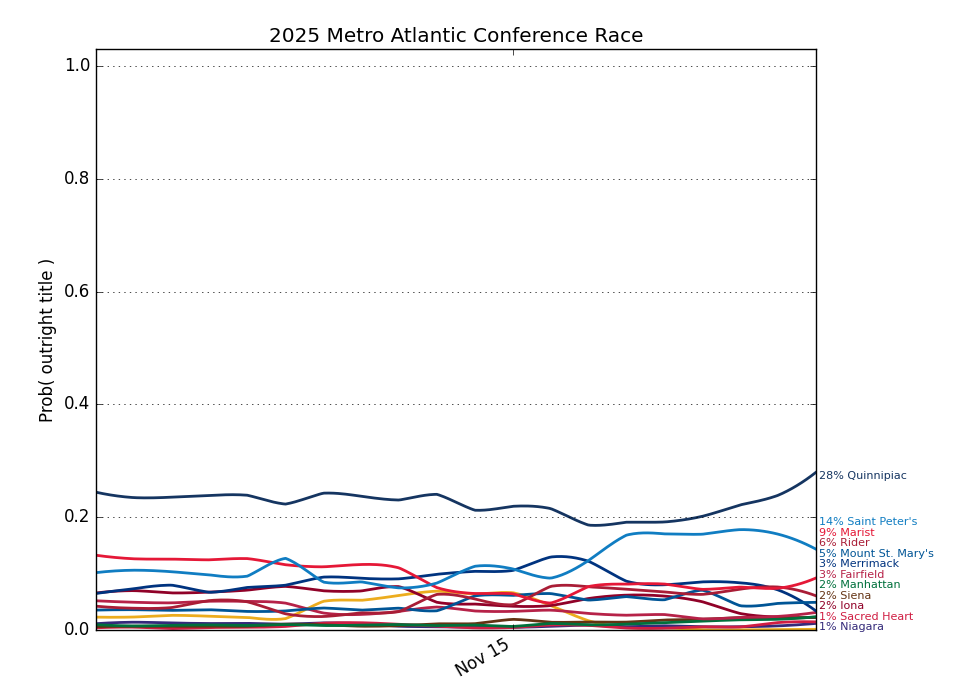 2025 Metro Atlantic Conference Race
Prob( outright title )
1.0
0.8
0.6
0.4
0.2
0.0
Nov 15
28% Quinnipiac
14% Saint Peter's
9% Marist
6% Rider
5% Mount St. Mary's
3% Merrimack
3% Fairfield
2% Manhattan
2% Siena
2% Iona
1% Sacred Heart
1% Niagara